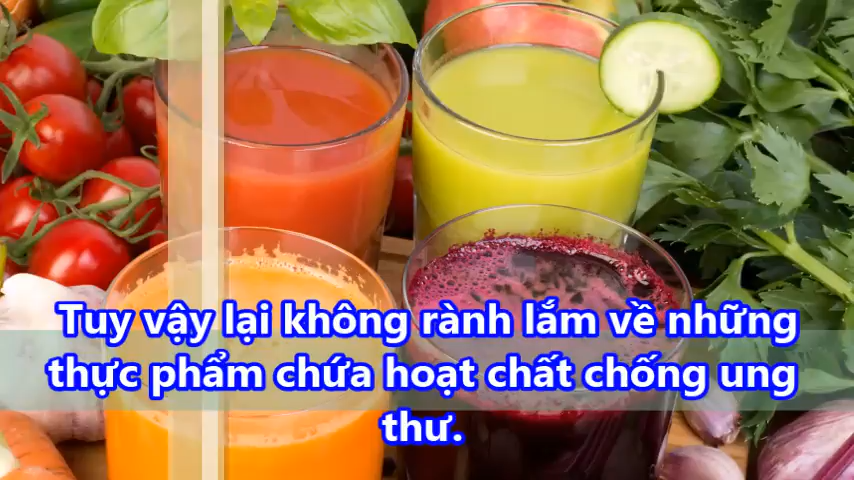 Tuy vậy lại không rành lắm về những
thực phẩm chứa hoạt chất chống ung
thư.